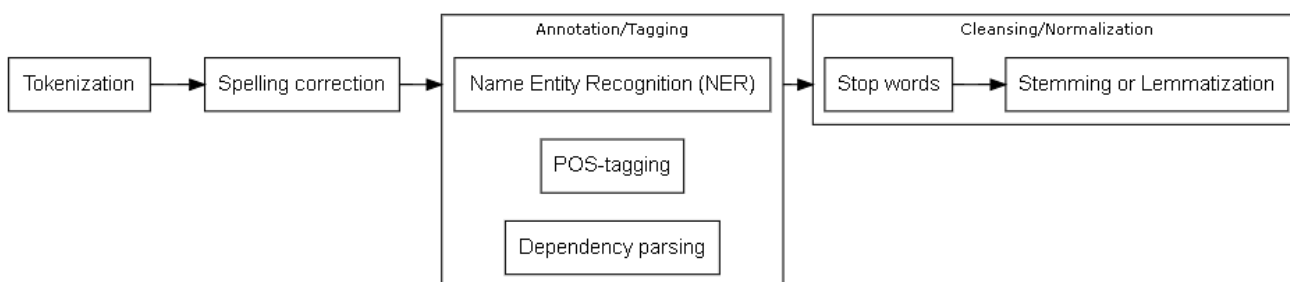 Annotation/Tagging
Cleansing/Normalization
Tokenization
Spelling correction
Name Entity Recognition (NER)
Stop words
Stemming or Lemmatization
POS-tagging
Dependency parsing